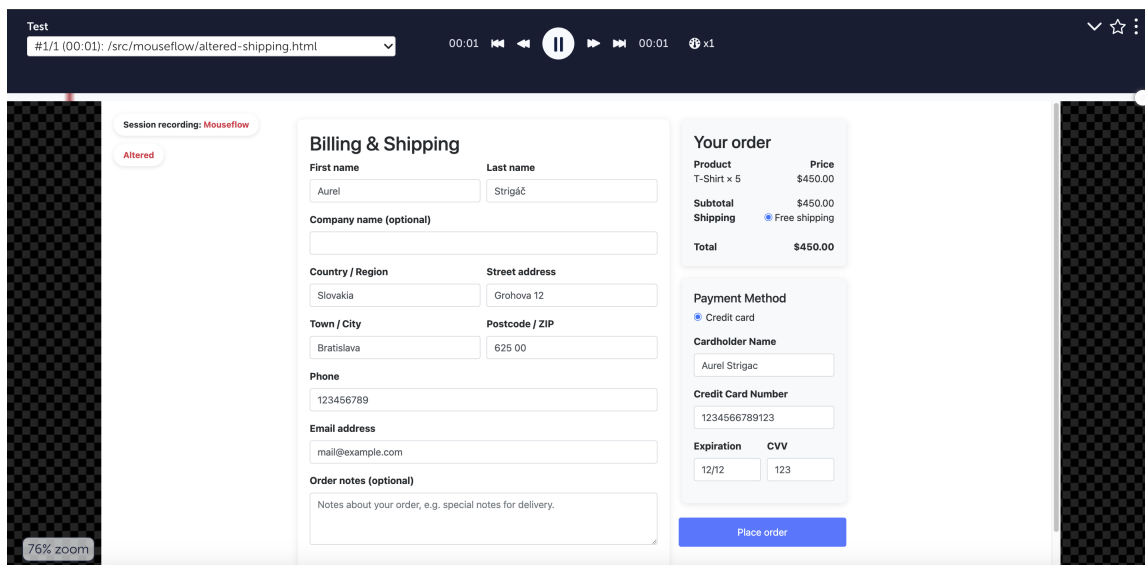 Test
#1/1 (00:01): /src/mouseflow/altered-shipping.html
00:01 00:01 x1
Session recording: Mouseflow
Altered
Billing & Shipping
First name Last name
Aurel Strigáč
Company name (optional)
Country / Region Street address
Slovakia Grohova 12
Town / City Postcode / ZIP
Bratislava 625 00
Phone
123456789
Email address
mail@example.com
Order notes (optional)
Notes about your order, e.g. special notes for delivery.
Your order
Product Price
T-Shirt × 5 $450.00
Subtotal $450.00
Shipping Free shipping
Total $450.00
Payment Method
Credit card
Cardholder Name
Aurel Strigac
Credit Card Number
1234566789123
Expiration CVV
12/12 123
Place order
76% zoom